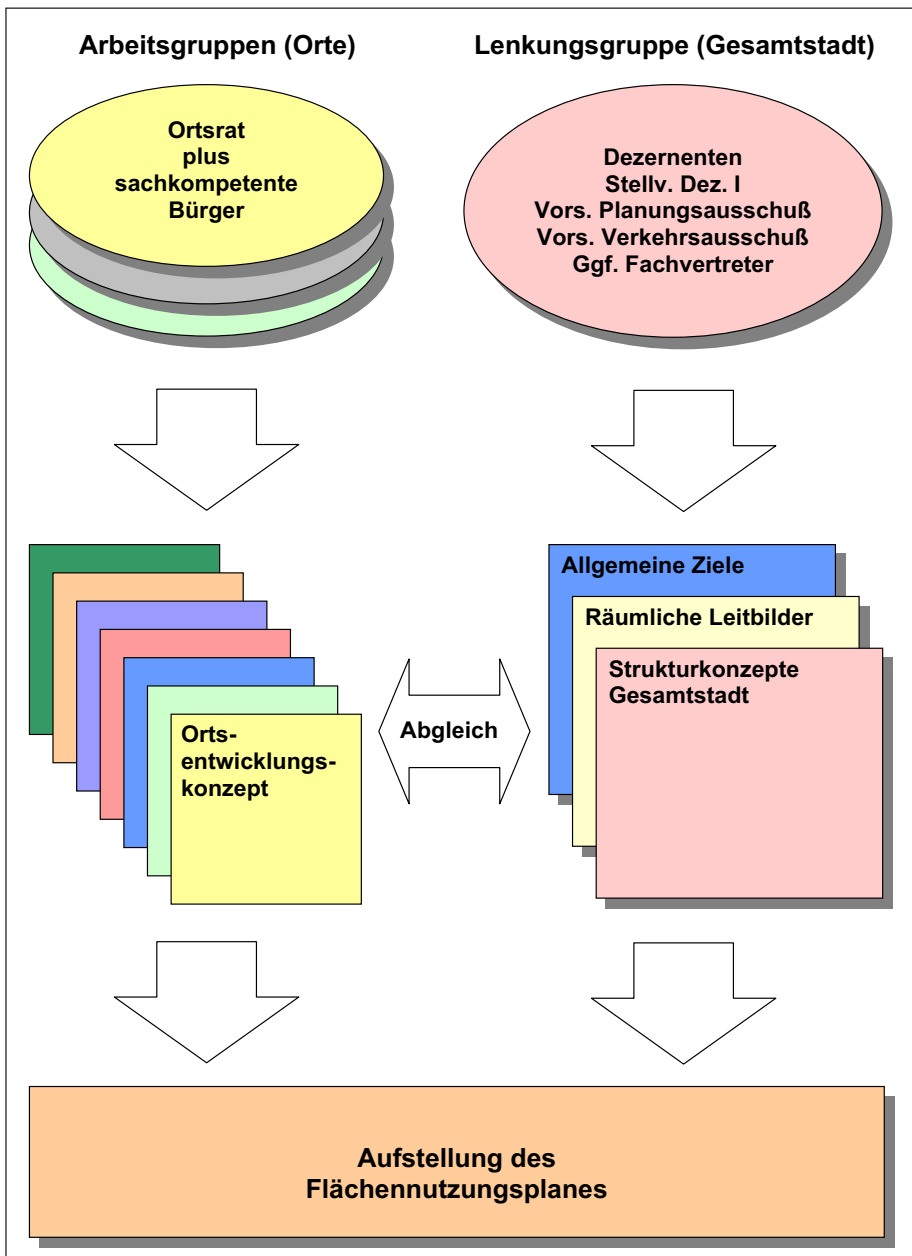 Arbeitsgruppen (Orte)
Ortsrat
plus
sachkompetente
Bürger
Lenkungsgruppe (Gesamtstadt)
Dezernenten
Stellv. Dez. I
Vors. Planungsausschuß
Vors. Verkehrsausschuß
Ggf. Fachvertreter
Orts-
entwicklungs-
konzept
Abgleich
Allgemeine Ziele
Räumliche Leitbilder
Strukturkonzepte
Gesamtstadt
Aufstellung des
Flächennutzungsplanes